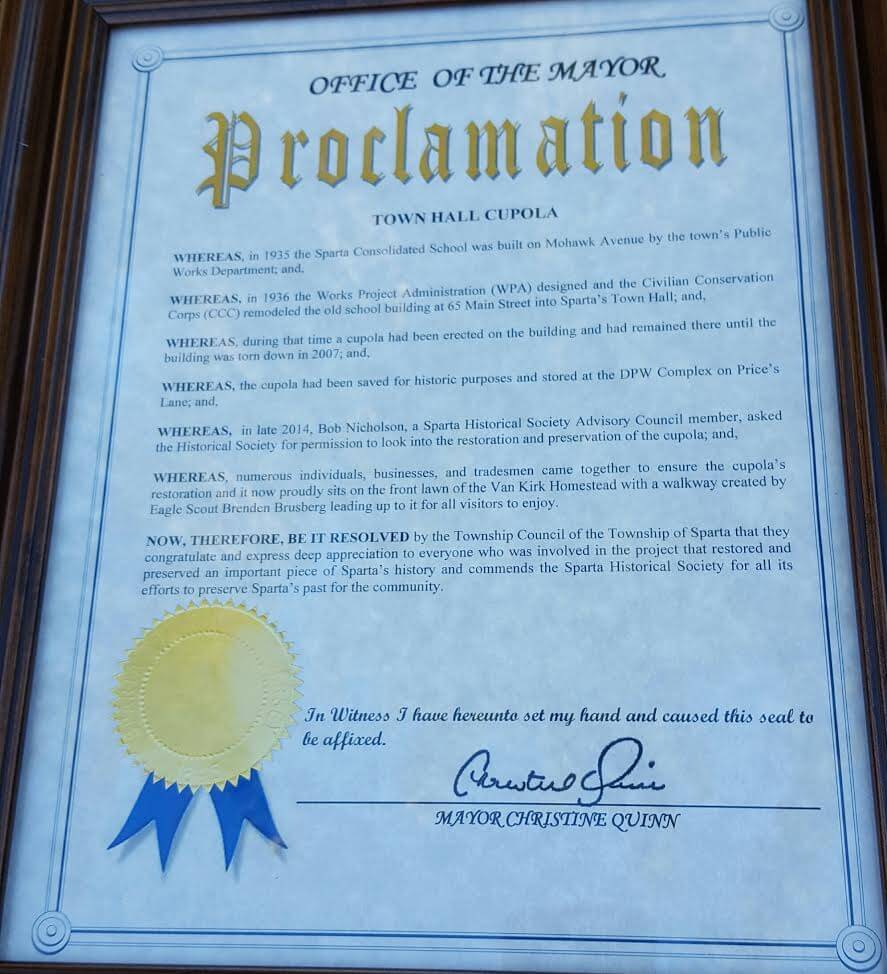 OFFICE OF THE MAYOR
Proclamation
TOWN HALL CUPOLA
WHEREAS, in 1935 the Sparta Consolidated School was built on Mohawk Avenue by the town's Public
Works Department; and,
WHEREAS, in 1936 the Works Project Administration (WPA) designed and the Civilian Conservation
Corps (CCC) remodeled the old school building at 65 Main Street into Sparta's Town Hall; and,
WHEREAS, during that time a cupola had been erected on the building and had remained there until the
building was torn down in 2007; and,
WHEREAS, the cupola had been saved for historic purposes and stored at the DPW Complex on Price's
Lane; and,
WHEREAS, in late 2014, Bob Nicholson, a Sparta Historical Society Advisory Council member, asked
the Historical Society for permission to look into the restoration and preservation of the cupola; and,
WHEREAS, numerous individuals, businesses, and tradesmen came together to ensure the cupola's
restoration and it now proudly sits on the front lawn of the Van Kirk Homestead with a walkway created by
Eagle Scout Brenden Brusberg leading up to it for all visitors to enjoy.
NOW, THEREFORE, BE IT RESOLVED by the Township Council of the Township of Sparta that they
congratulate and express deep appreciation to everyone who was involved in the project that restored and
preserved an important piece of Sparta's history and commends the Sparta Historical Society for all its
efforts to preserve Sparta's past for the community.
In Witness I have hereunto set my hand and caused this seal to
be affixed.
Christine Quinn
MAYOR CHRISTINE QUINN